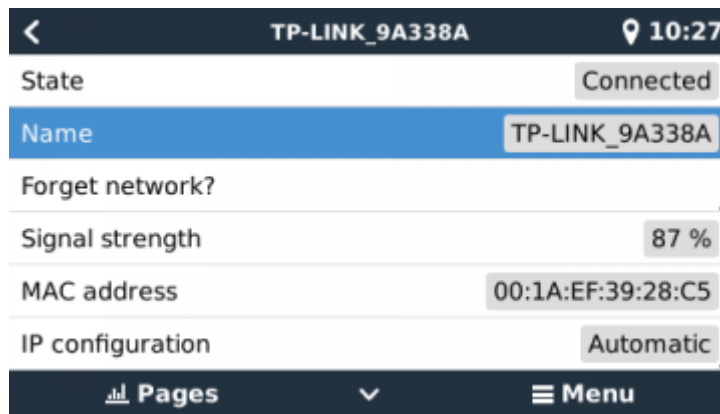 TP-LINK_9A338A 10:27
State Connected
Name TP-LINK_9A338A
Forget network?
Signal strength 87 %
MAC address 00:1A:EF:39:28:C5
IP configuration Automatic
Pages Menu